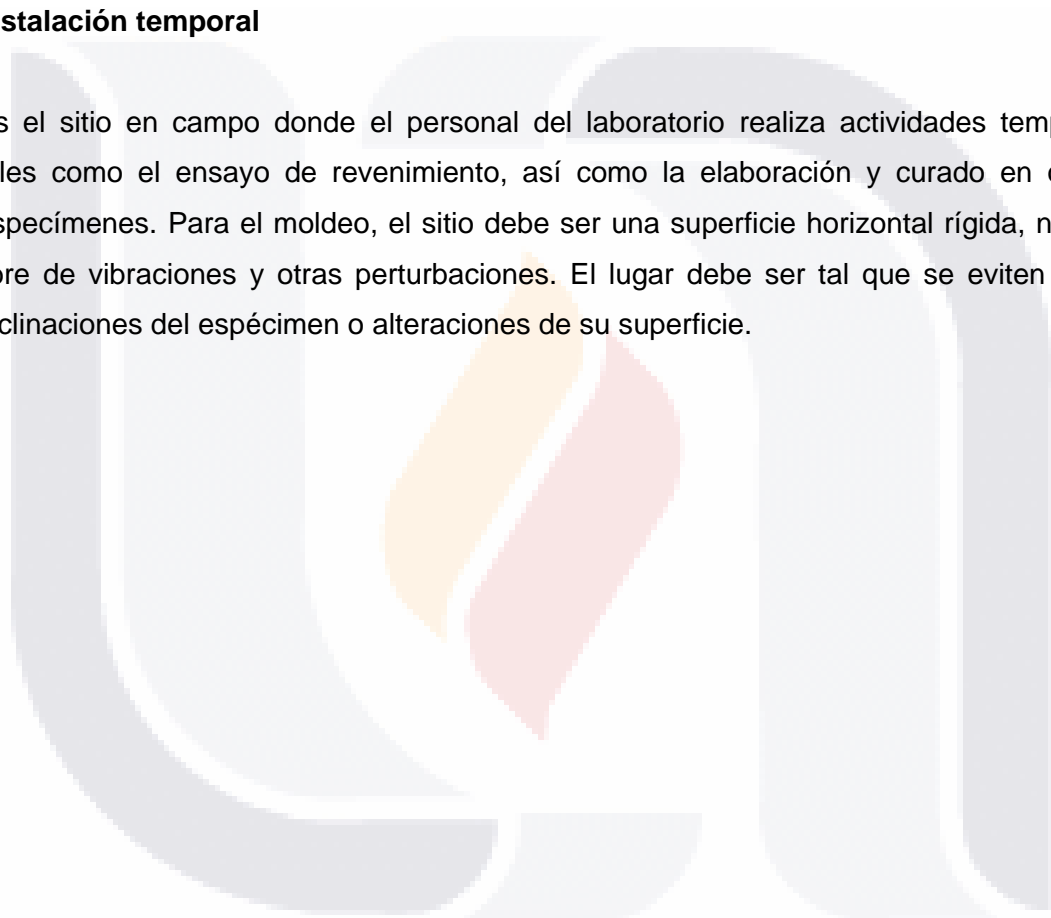 stalación temporal
s el sitio en campo donde el personal del laboratorio realiza actividades tem
les como el ensayo de revenimiento, así como la elaboración y curado en
specímenes. Para el moldeo, el sitio debe ser una superficie horizontal rígida, n
re de vibraciones y otras perturbaciones. El lugar debe ser tal que se eviten
clinaciones del espécimen o alteraciones de su superficie.